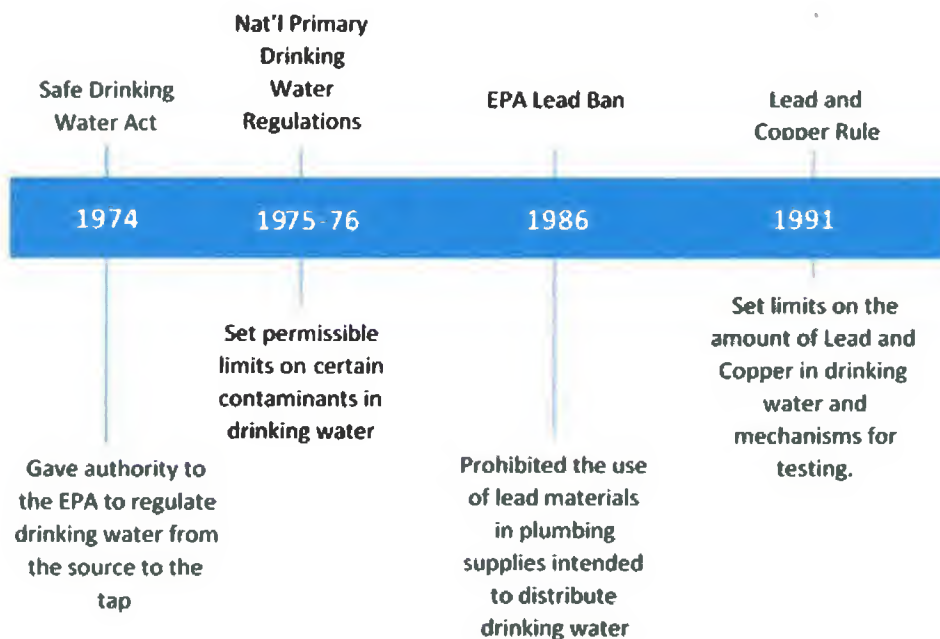 Safe Drinking
Water Act
Nat'l Primary
Drinking
Water
Regulations
EPA Lead Ban
Lead and
Copper Rule
1974
1975-76
1986
1991
Gave authority to
the EPA to regulate
drinking water from
the source to the
tap
Set permissible
limits on certain
contaminants in
drinking water
Prohibited the use
of lead materials
in plumbing
supplies intended
to distribute
drinking water
Set limits on the
amount of Lead and
Copper in drinking
water and
mechanisms for
testing.